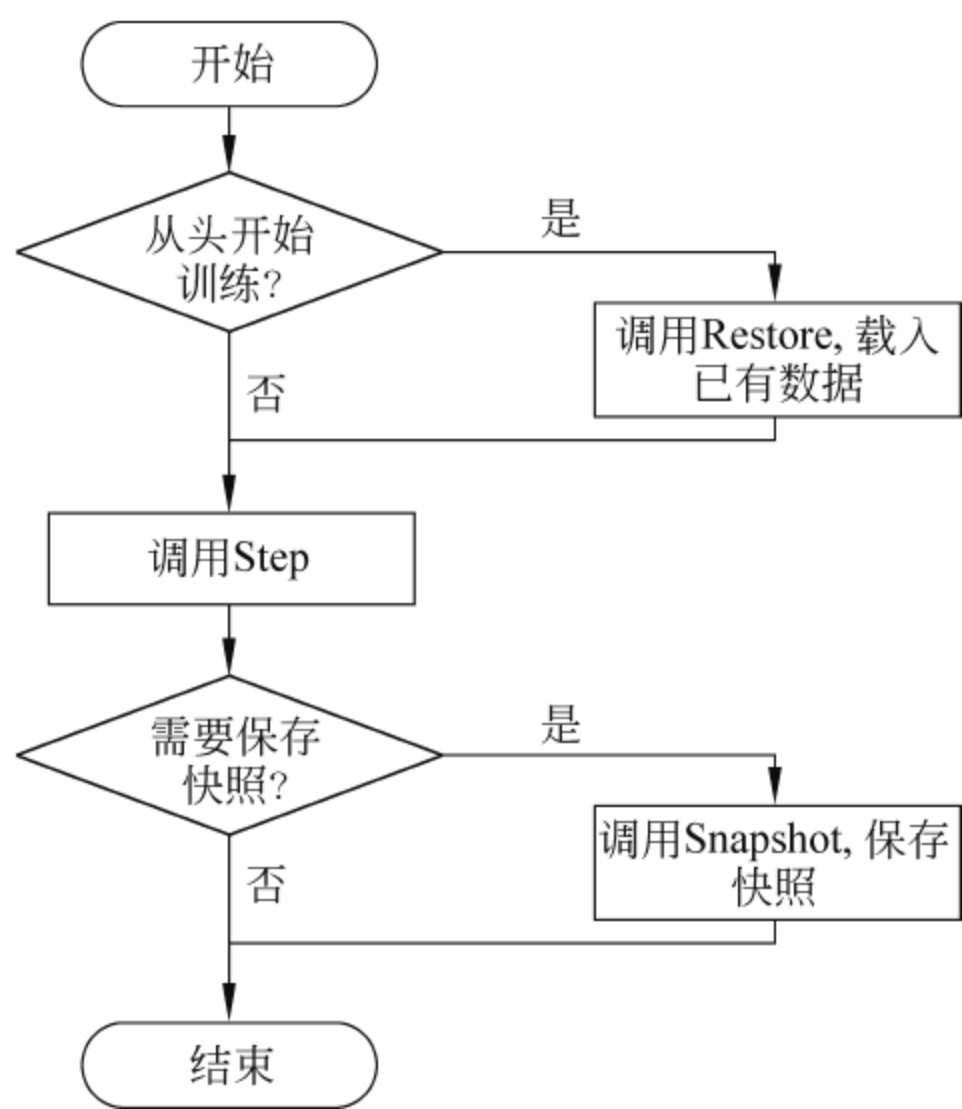 开始
从头开始
训练?
是
调用Restore, 载入
已有数据
否
调用Step
需要保存
快照?
是
调用Snapshot, 保存
快照
否
结束